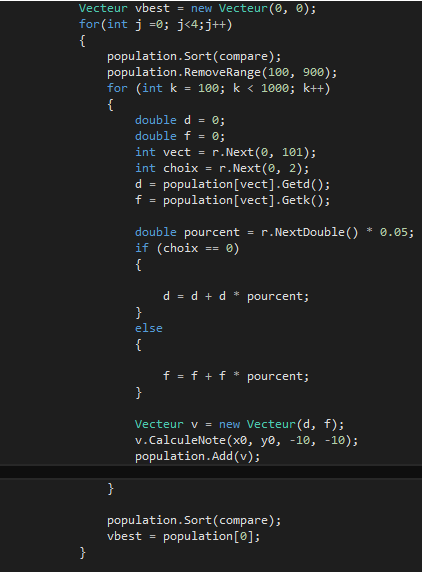 Vecteur vbest = new Vecteur(0, 0);
for(int j =0; j<4;j++)
{
population.Sort(compare);
population.RemoveRange(100, 900);
for (int k = 100; k < 1000; k++)
{
double d = 0;
double f = 0;
int vect = r.Next(0, 101);
int choix = r.Next(0, 2);
d = population[vect].Getd();
f = population[vect].Getk();
double pourcent = r.NextDouble() * 0.05;
if (choix == 0)
{
d = d + d * pourcent;
}
else
{
f = f + f * pourcent;
}
Vecteur v = new Vecteur(d, f);
v.CalculeNote(x0, y0, -10, -10);
population.Add(v);
}
population.Sort(compare);
vbest = population[0];
}